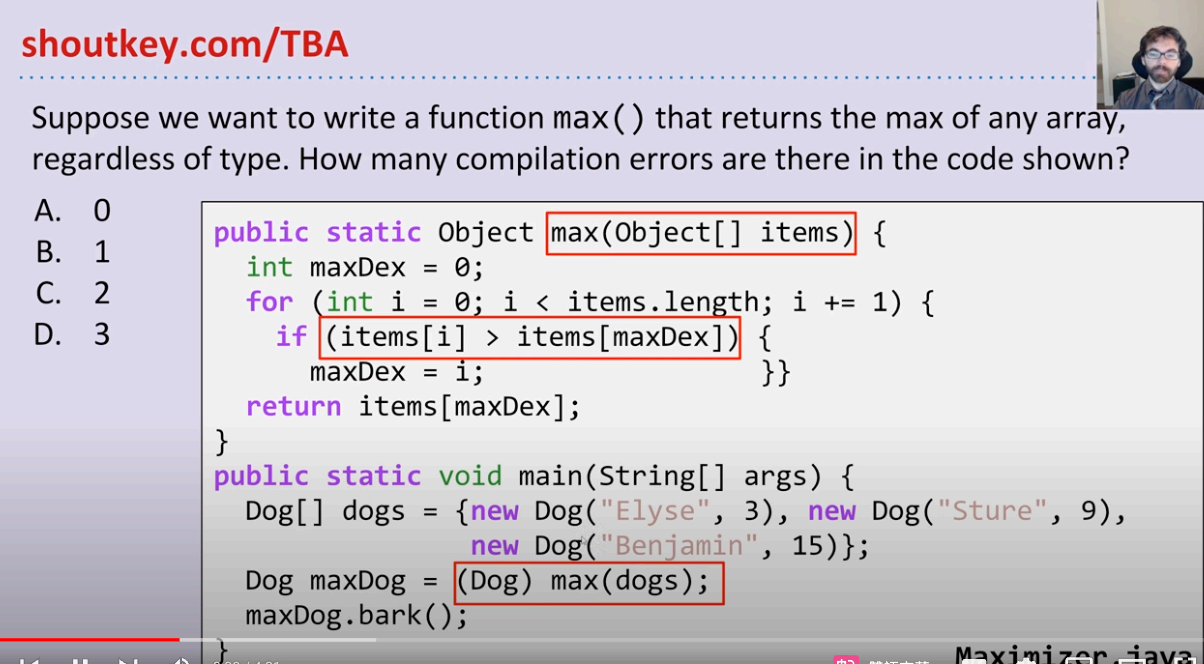 shoutkey.com/TBA
Suppose we want to write a function max() that returns the max of any array,
regardless of type. How many compilation errors are there in the code shown?
A. 0
B. 1
C. 2
D. 3
public static Object max(Object[] items) {
int maxDex = 0;
for (int i = 0; i < items.length; i += 1) {
if (items[i] > items[maxDex]) {
maxDex = i; }}
return items[maxDex];
}
public static void main(String[] args) {
Dog[] dogs = {new Dog("Elyse", 3), new Dog("Sture", 9),
new Dog("Benjamin", 15)};
Dog maxDog = (Dog) max(dogs);
maxDog.bark();
}
Maximizer.java